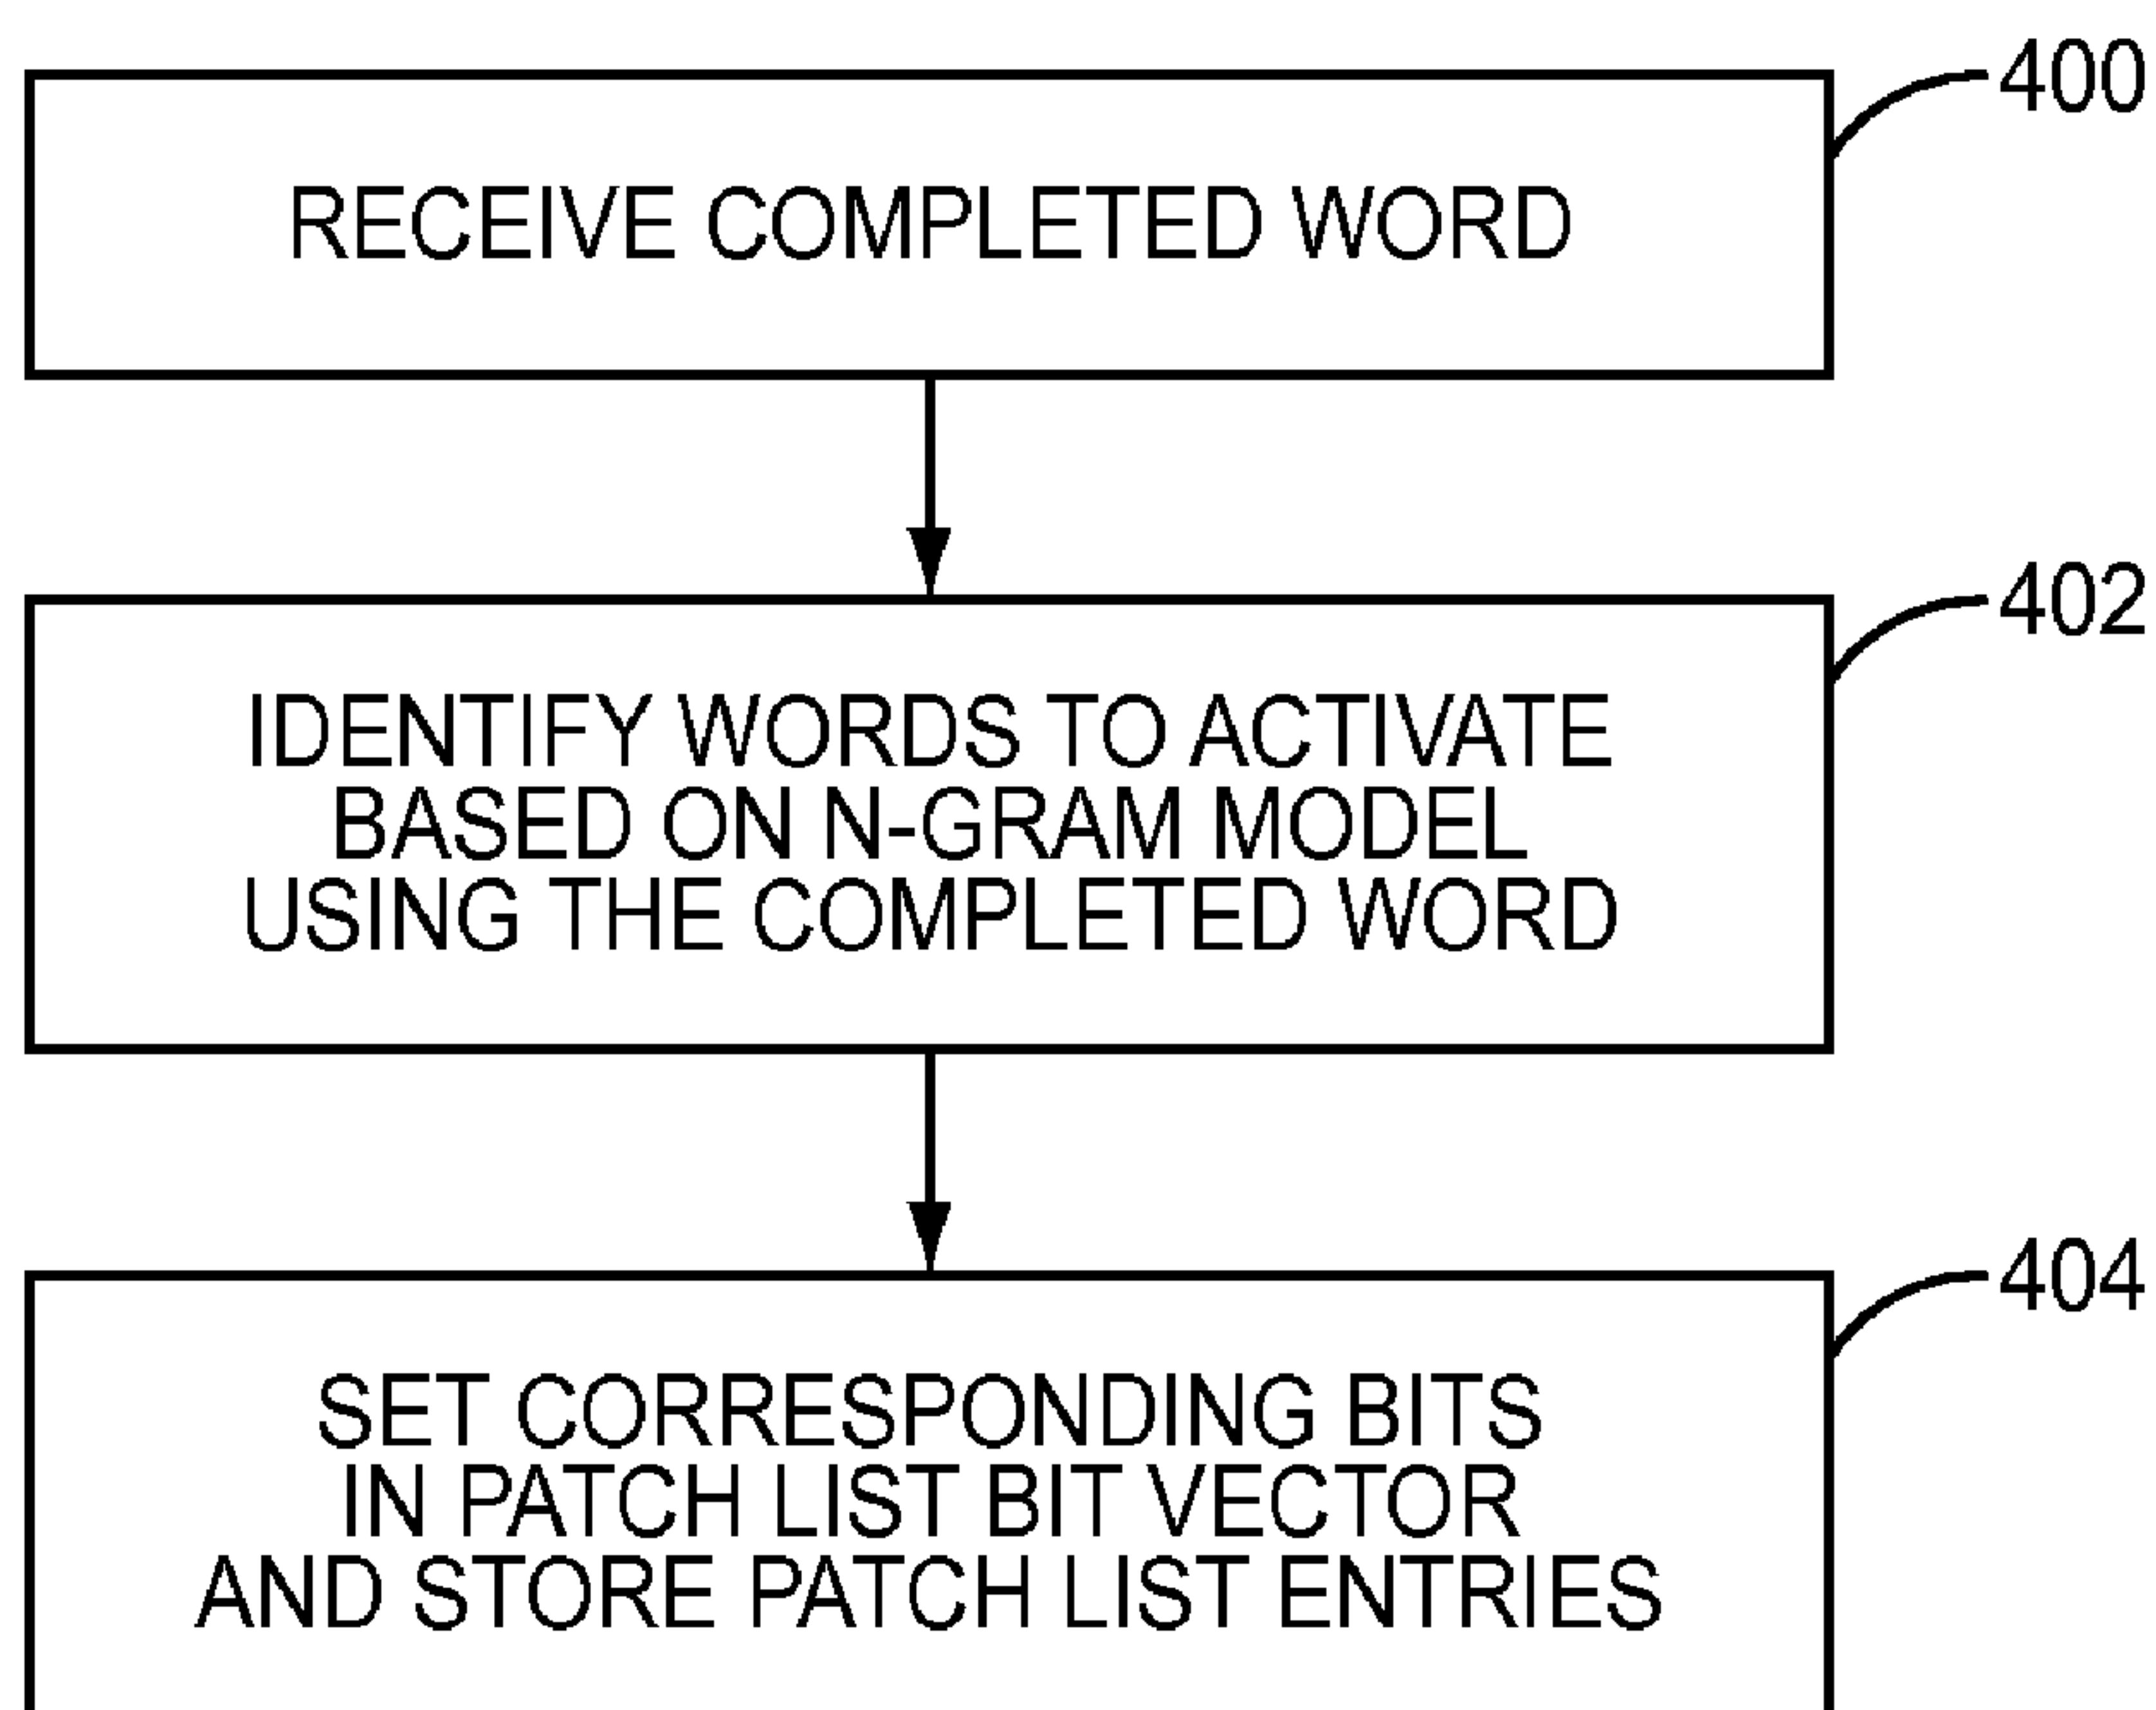 400
RECEIVE COMPLETED WORD
402
IDENTIFY WORDS TO ACTIVATE
BASED ON N-GRAM MODEL
USING THE COMPLETED WORD
404
SET CORRESPONDING BITS
IN PATCH LIST BIT VECTOR
AND STORE PATCH LIST ENTRIES